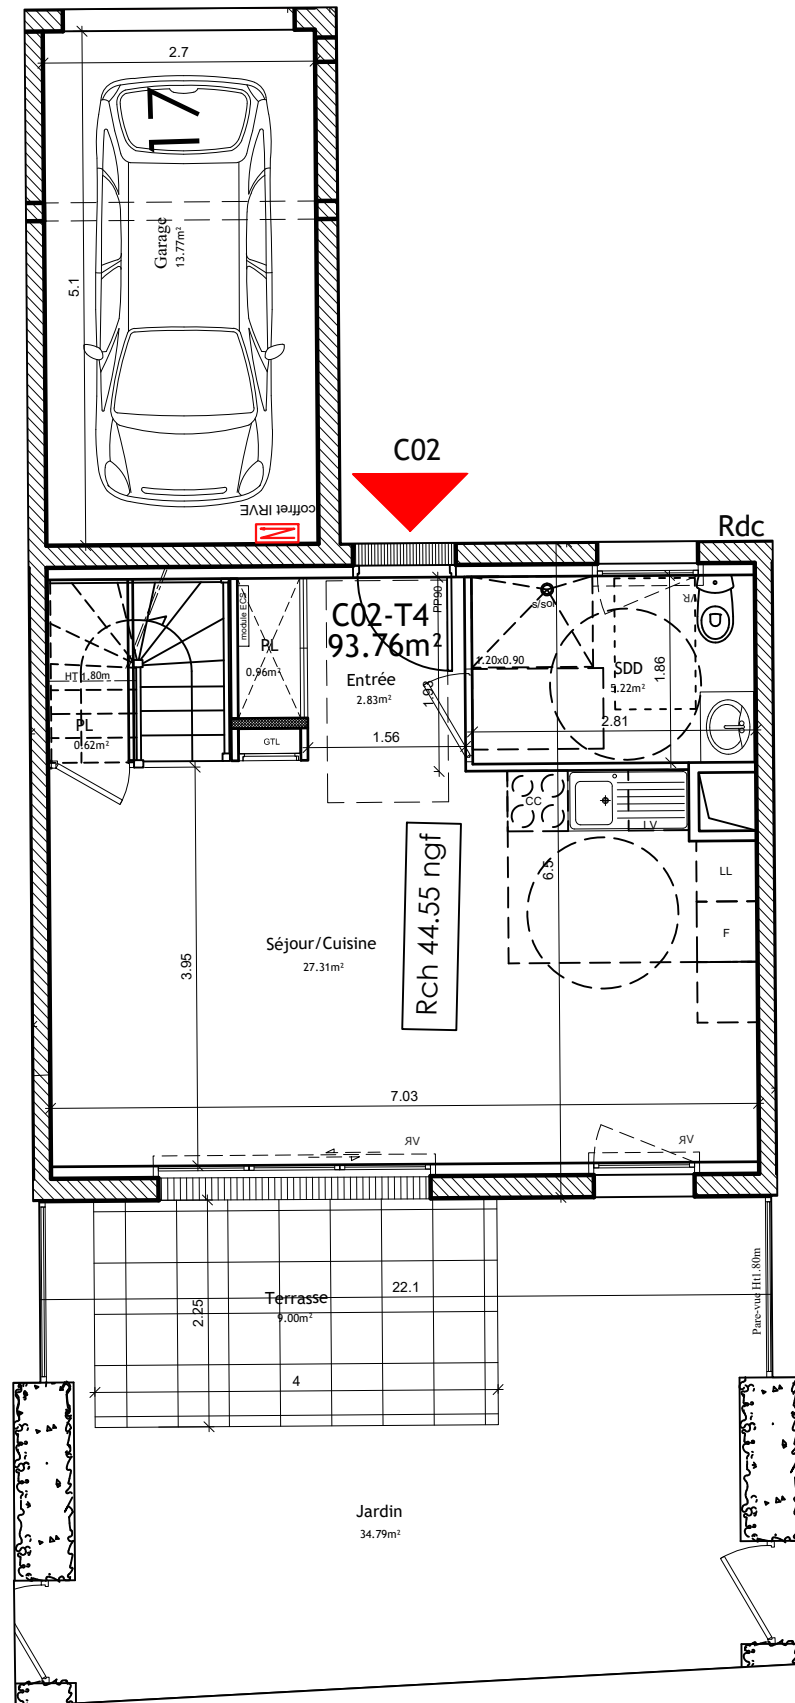 2.7
17
Garage
13.77m²
5.1
coffret IRVE
C02
Rdc
C02-T4
93.76m²
PP90
module ECS
PL
0.96m²
Entrée
2.83m²
1.93
1.56
GTL
HT 1.80m
PL
0.62m²
s/sol
1.20x0.90
VR
SDD
5.22m²
1.86
2.81
CC
LV
LL
F
6.5
Rch 44.55 ngf
Séjour/Cuisine
27.31m²
3.95
7.03
VR
VR
Terrasse
9.00m²
22.1
2.25
4
Pare-vue Ht1.80m
Jardin
34.79m²